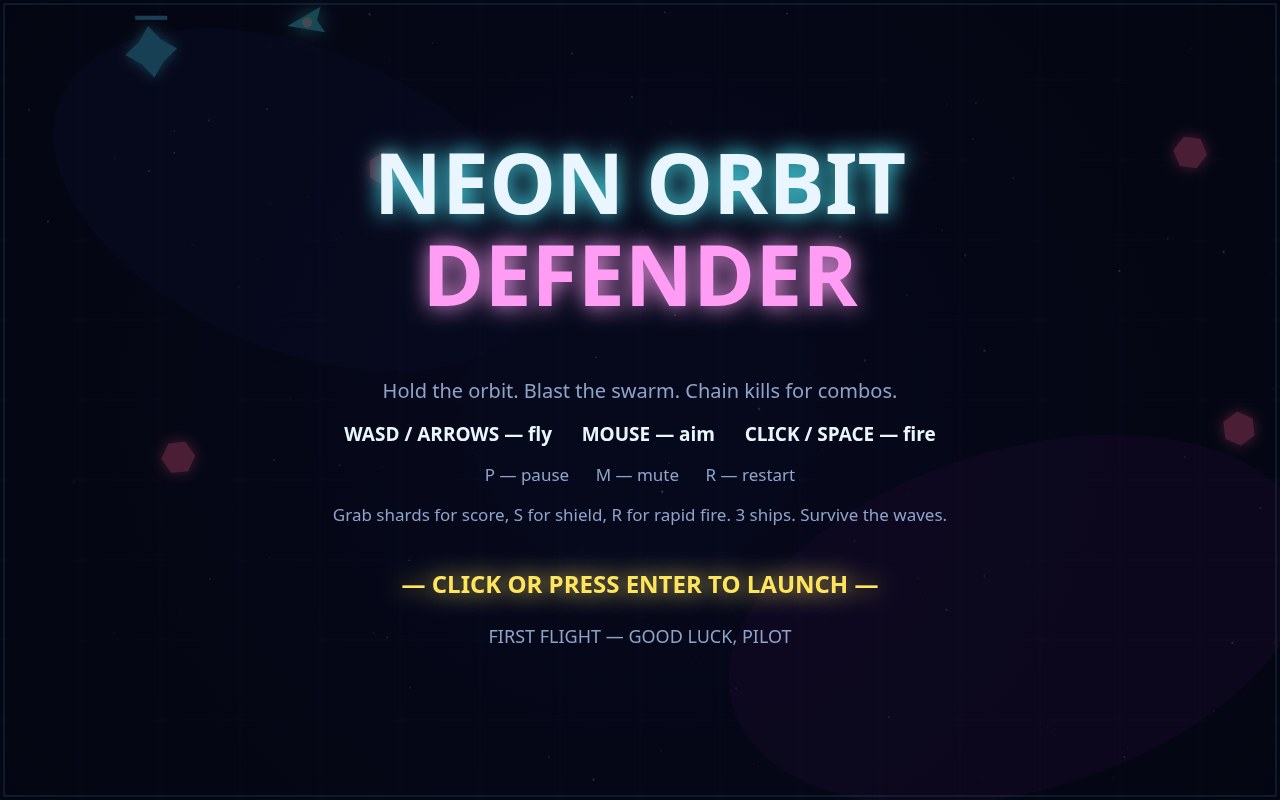 NEON ORBIT
DEFENDER
Hold the orbit. Blast the swarm. Chain kills for combos.
WASD / ARROWS — fly MOUSE — aim CLICK / SPACE — fire
P — pause M — mute R — restart
Grab shards for score, S for shield, R for rapid fire. 3 ships. Survive the waves.
— CLICK OR PRESS ENTER TO LAUNCH —
FIRST FLIGHT — GOOD LUCK, PILOT